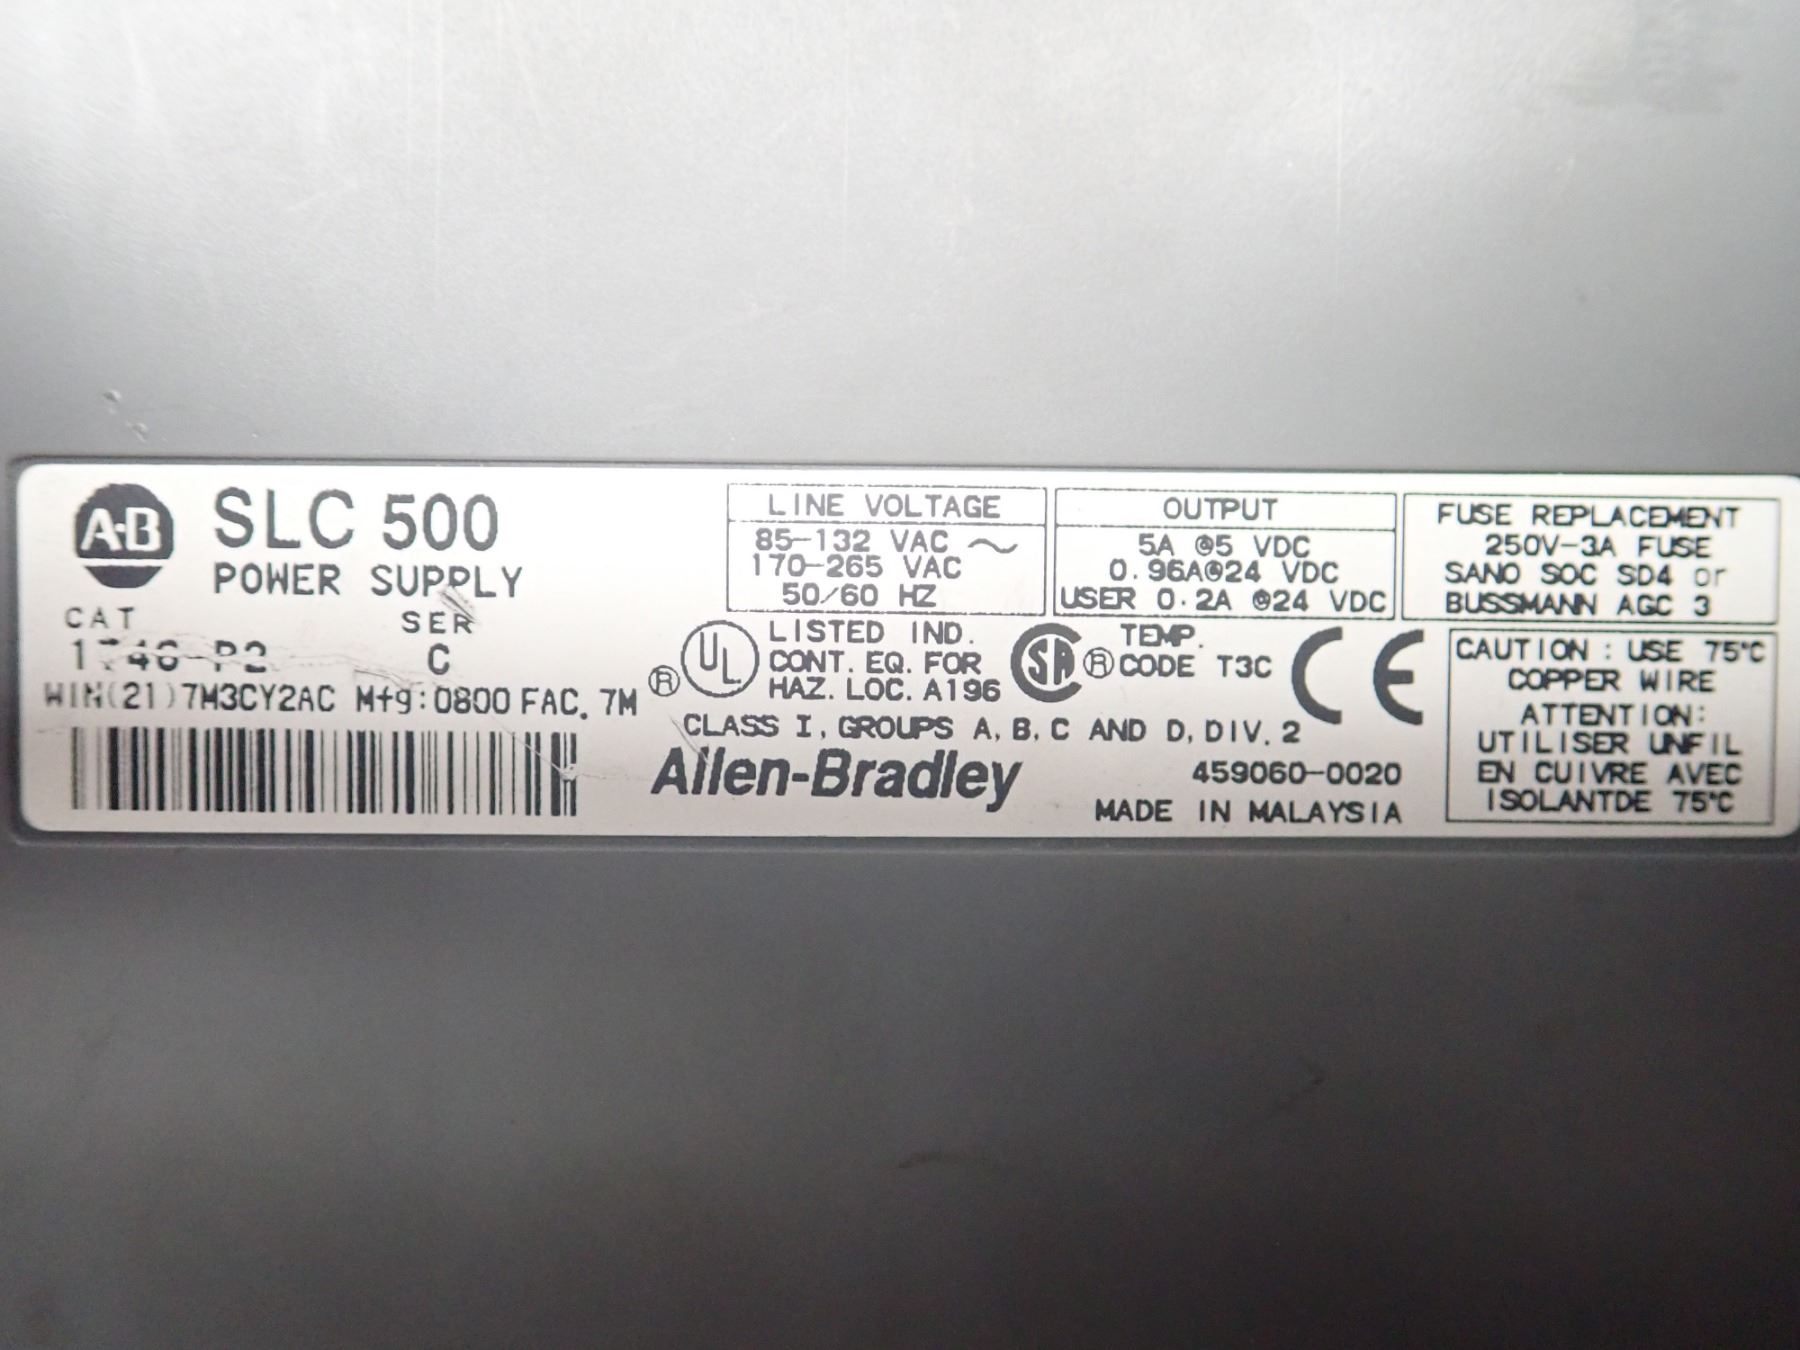 A-B
SLC 500
POWER SUPPLY
CAT SER
1746-P2 C
WIN(21)7M3CY2AC Mfg:0800 FAC. 7M
LINE VOLTAGE
85-132 VAC ~
170-265 VAC
50/60 HZ
OUTPUT
5A @5 VDC
0.96A@24 VDC
USER 0.2A @24 VDC
FUSE REPLACEMENT
250V-3A FUSE
SANO SOC SD4 or
BUSSMANN AGC 3
UL ®
LISTED IND.
CONT. EQ. FOR
HAZ. LOC. A196
SA ®
TEMP.
CODE T3C
CE
CLASS I, GROUPS A, B, C AND D, DIV. 2
Allen-Bradley
459060-0020
MADE IN MALAYSIA
CAUTION : USE 75°C
COPPER WIRE
ATTENTION:
UTILISER UNFIL
EN CUIVRE AVEC
ISOLANTDE 75°C